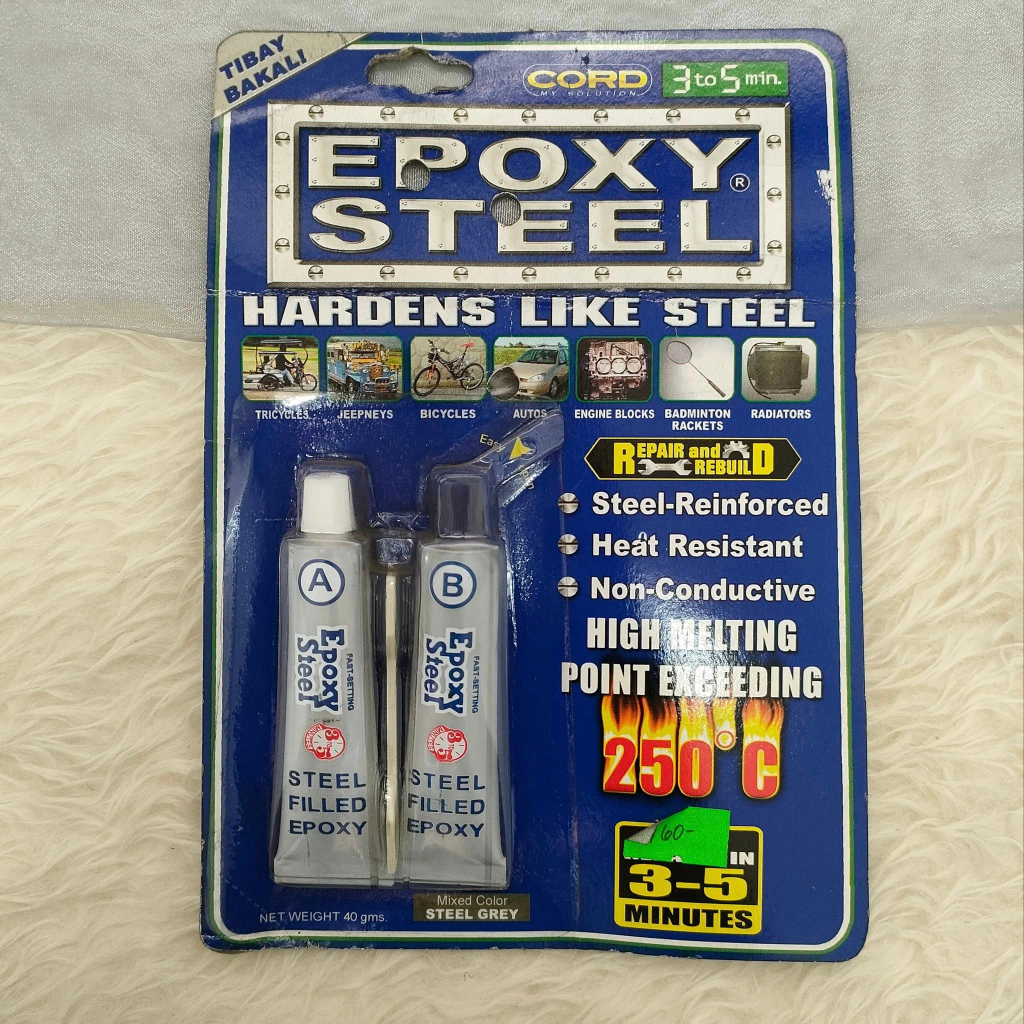 TIBAY
BAKAL!
CORD
MY SOLUTION
3 to 5 min.
EPOXY
STEEL®
HARDENS LIKE STEEL
TRICYCLES
JEEPNEYS
BICYCLES
AUTOS
ENGINE BLOCKS
BADMINTON
RACKETS
RADIATORS
REPAIR and
REBUILD
Steel-Reinforced
Heat Resistant
Non-Conductive
HIGH MELTING
POINT EXCEEDING
250°C
60-
IN
3-5
MINUTES
Easy
A
FAST-SETTING
Epoxy
Steel
STEEL
FILLED
EPOXY
B
FAST-SETTING
Epoxy
Steel
STEEL
FILLED
EPOXY
Mixed Color
STEEL GREY
NET WEIGHT 40 gms.